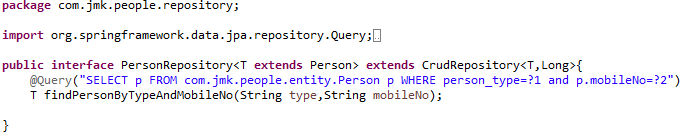 package com.jmk.people.repository;
import org.springframework.data.jpa.repository.Query;
public interface PersonRepository<T extends Person> extends CrudRepository<T,Long>{
@Query("SELECT p FROM com.jmk.people.entity.Person p WHERE person_type=?1 and p.mobileNo=?2")
T findPersonByTypeAndMobileNo(String type,String mobileNo);
}